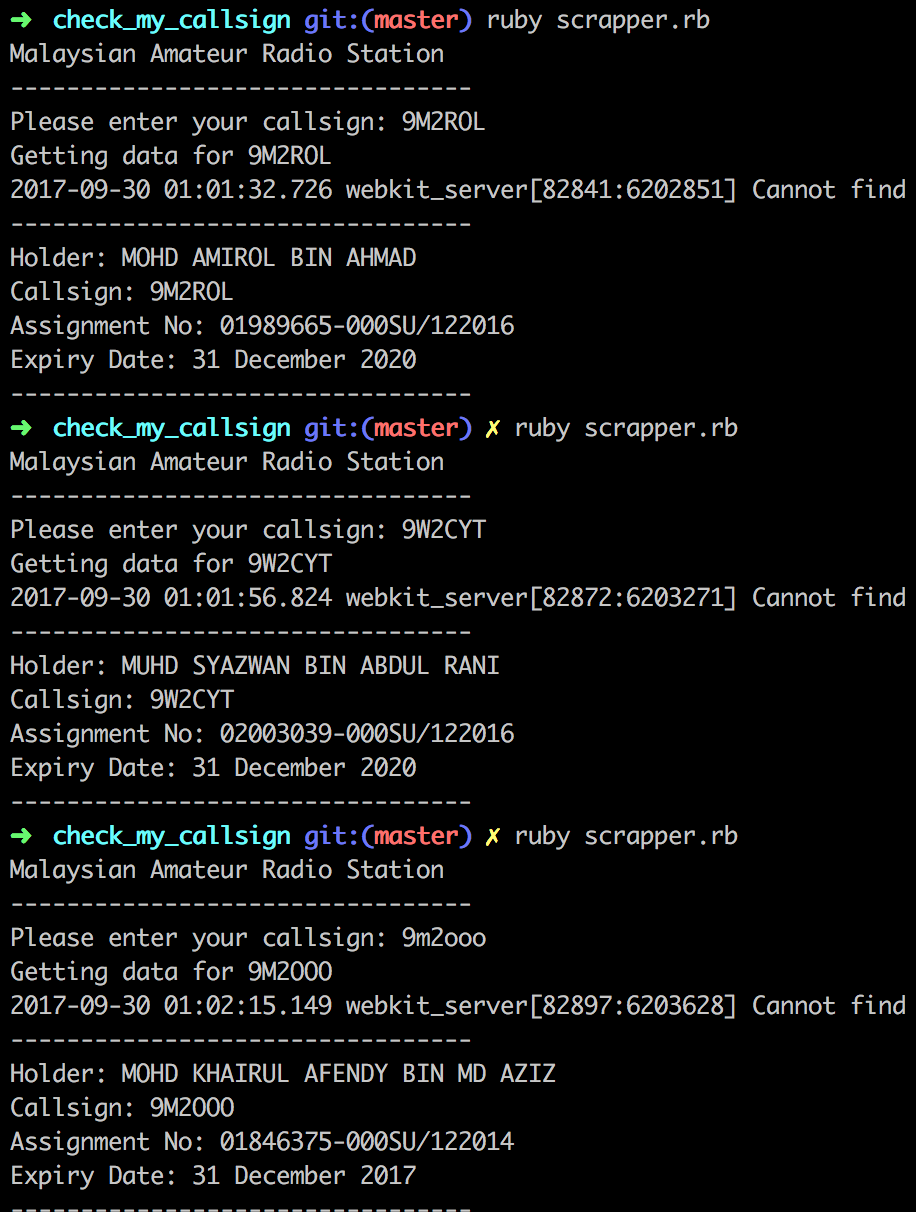 ➜  check_my_callsign git:(master) ruby scrapper.rb
Malaysian Amateur Radio Station
---------------------------------
Please enter your callsign: 9M2ROL
Getting data for 9M2ROL
2017-09-30 01:01:32.726 webkit_server[82841:6202851] Cannot find
---------------------------------
Holder: MOHD AMIROL BIN AHMAD
Callsign: 9M2ROL
Assignment No: 01989665-000SU/122016
Expiry Date: 31 December 2020
---------------------------------
➜  check_my_callsign git:(master) ✗ ruby scrapper.rb
Malaysian Amateur Radio Station
---------------------------------
Please enter your callsign: 9W2CYT
Getting data for 9W2CYT
2017-09-30 01:01:56.824 webkit_server[82872:6203271] Cannot find
---------------------------------
Holder: MUHD SYAZWAN BIN ABDUL RANI
Callsign: 9W2CYT
Assignment No: 02003039-000SU/122016
Expiry Date: 31 December 2020
---------------------------------
➜  check_my_callsign git:(master) ✗ ruby scrapper.rb
Malaysian Amateur Radio Station
---------------------------------
Please enter your callsign: 9m2ooo
Getting data for 9M2OOO
2017-09-30 01:02:15.149 webkit_server[82897:6203628] Cannot find
---------------------------------
Holder: MOHD KHAIRUL AFENDY BIN MD AZIZ
Callsign: 9M2OOO
Assignment No: 01846375-000SU/122014
Expiry Date: 31 December 2017
---------------------------------